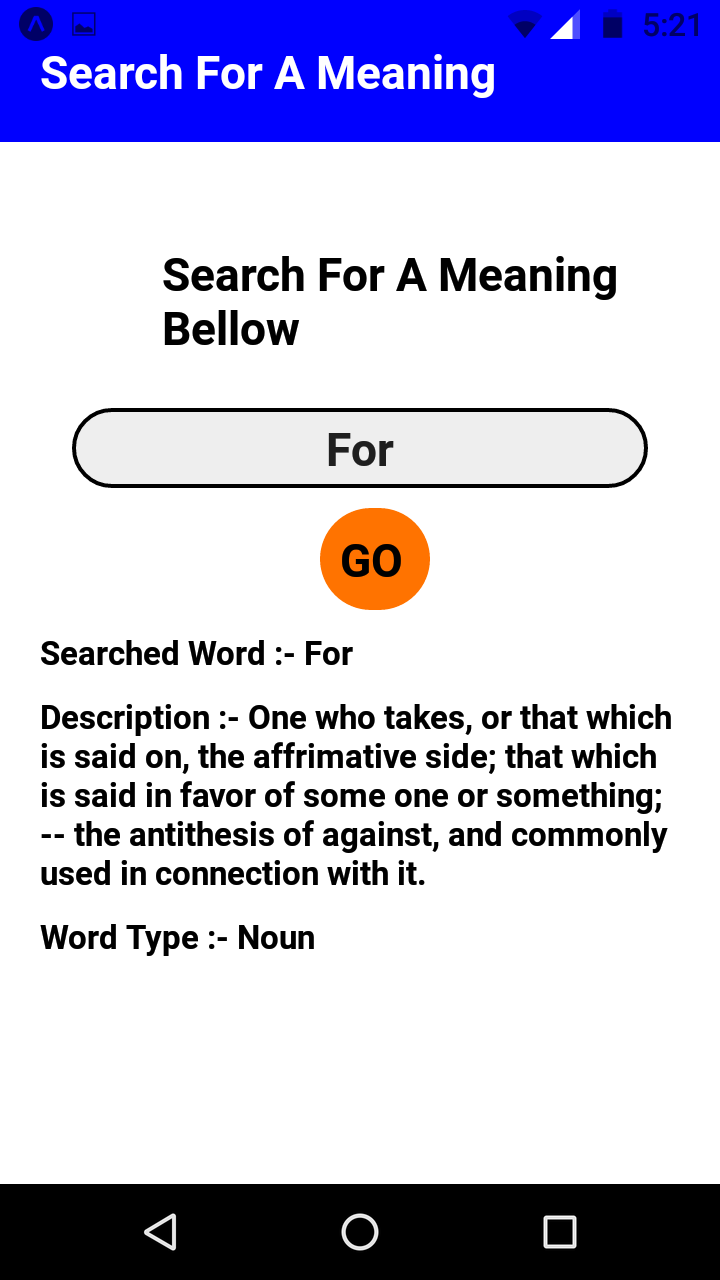 5:21
Search For A Meaning
Search For A Meaning
Bellow
For
GO
Searched Word :- For
Description :- One who takes, or that which
is said on, the affrimative side; that which
is said in favor of some one or something;
-- the antithesis of against, and commonly
used in connection with it.
Word Type :- Noun